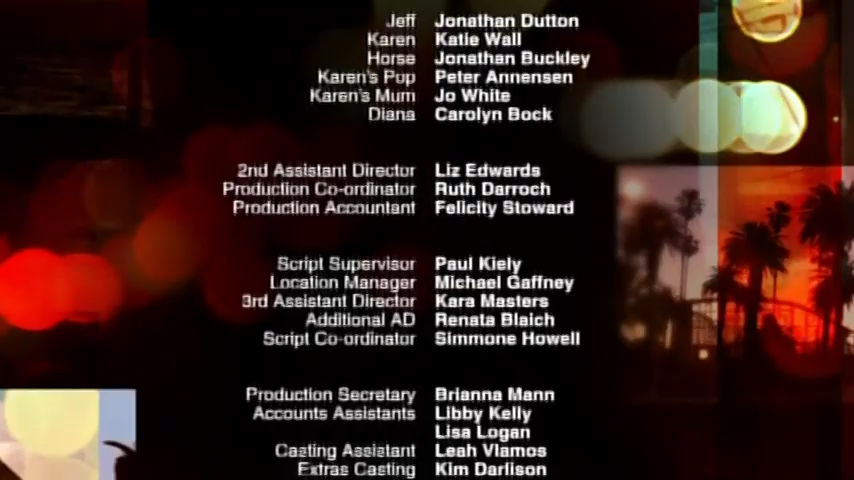 Jeff Jonathan Dutton
Karen Katie Wall
Horse Jonathan Buckley
Karen's Pop Peter Annensen
Karen's Mum Jo White
Diana Carolyn Bock
2nd Assistant Director Liz Edwards
Production Co-ordinator Ruth Darroch
Production Accountant Felicity Stoward
Script Supervisor Paul Kiely
Location Manager Michael Gaffney
3rd Assistant Director Kara Masters
Additional AD Renata Blaich
Script Co-ordinator Simmone Howell
Production Secretary Brianna Mann
Accounts Assistants Libby Kelly
Lisa Logan
Casting Assistant Leah Vlamos
Extras Casting Kim Darlison